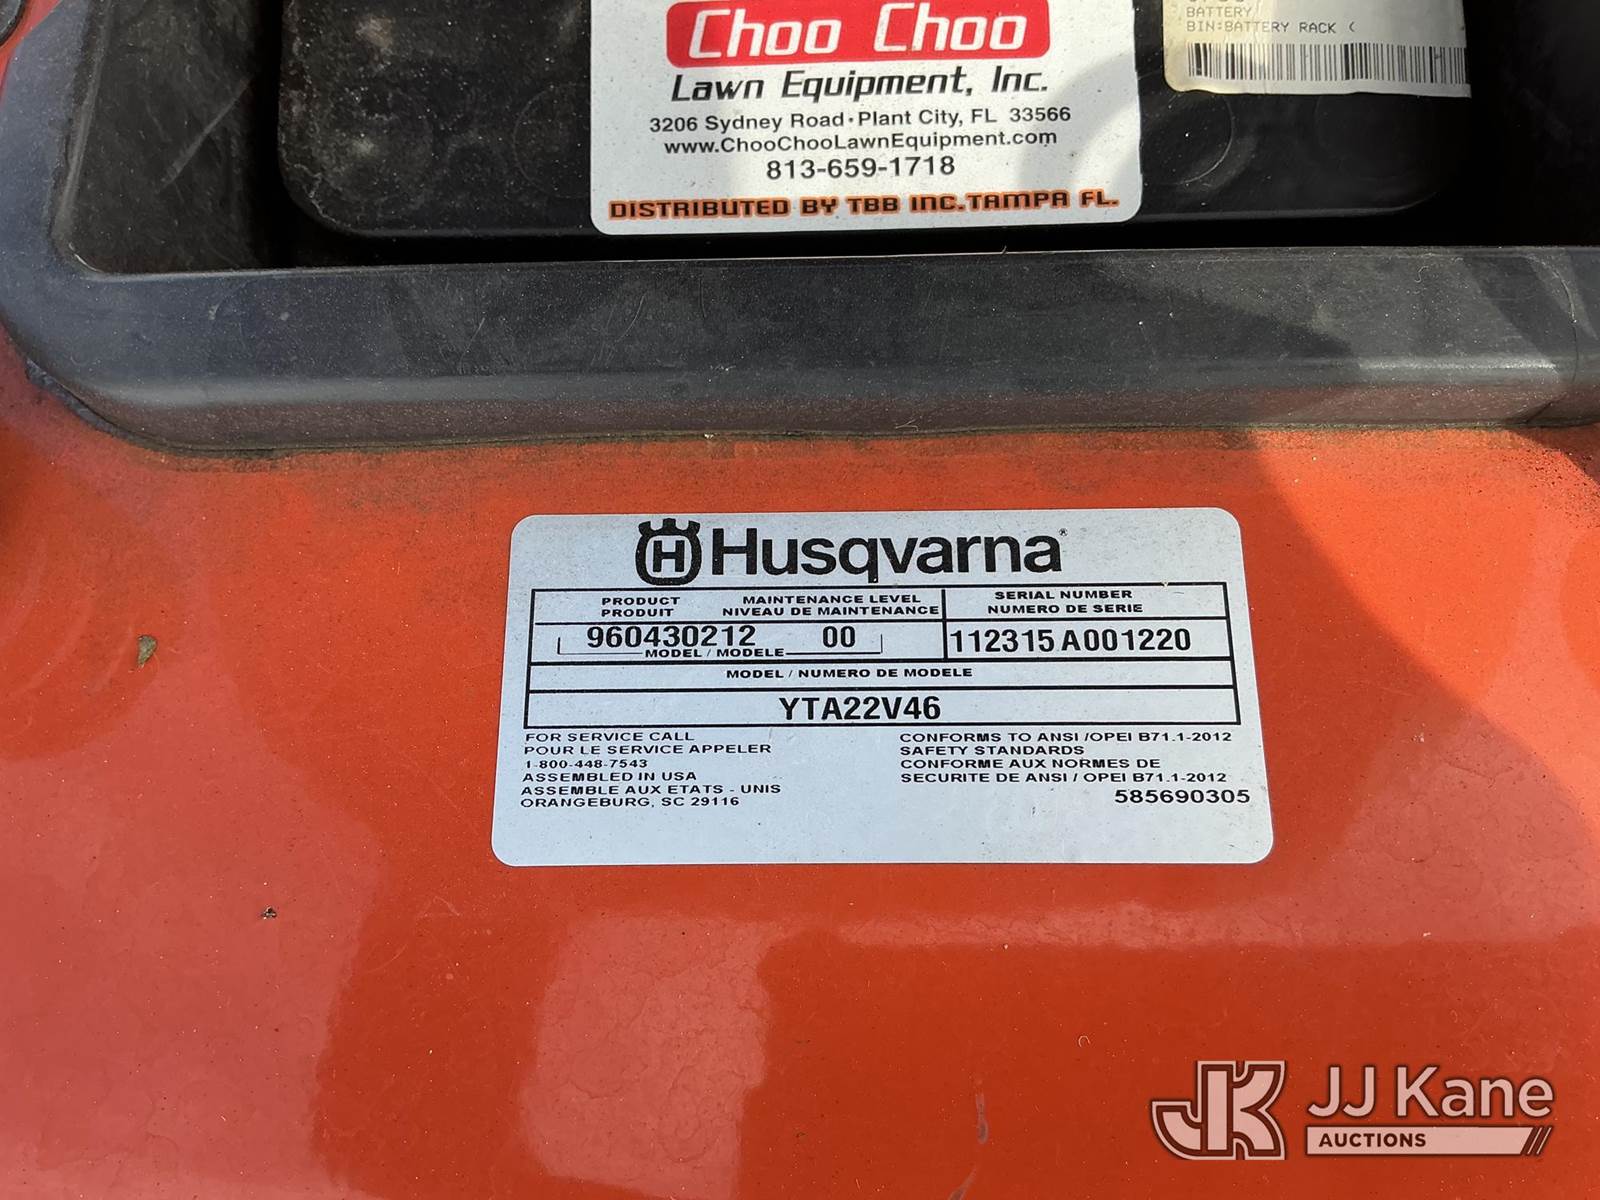 Choo Choo
Lawn Equipment, Inc.
3206 Sydney Road · Plant City, FL 33566
www.ChooChooLawnEquipment.com
813-659-1718
DISTRIBUTED BY TBB INC. TAMPA FL.
BATTERY
BIN:BATTERY RACK (
H Husqvarna
PRODUCT MAINTENANCE LEVEL SERIAL NUMBER
PRODUIT NIVEAU DE MAINTENANCE NUMERO DE SERIE
960430212 00 112315A001220
MODEL / MODELE
MODEL / NUMERO DE MODELE
YTA22V46
FOR SERVICE CALL
POUR LE SERVICE APPELER
1-800-448-7543
ASSEMBLED IN USA
ASSEMBLE AUX ETATS - UNIS
ORANGEBURG, SC 29116
CONFORMS TO ANSI /OPEI B71.1-2012
SAFETY STANDARDS
CONFORME AUX NORMES DE
SECURITE DE ANSI / OPEI B71.1-2012
585690305
JK JJ Kane
AUCTIONS